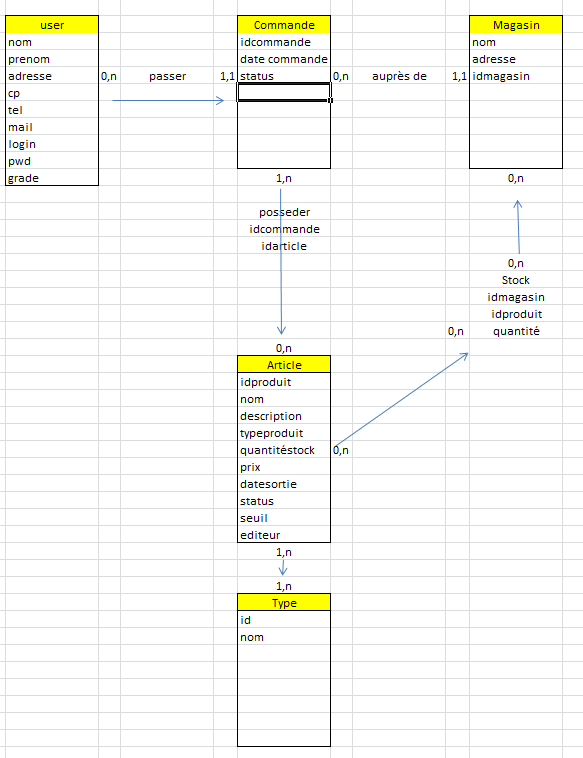 user
nom
prenom
adresse
cp
tel
mail
login
pwd
grade
0,n passer 1,1
Commande
idcommande
date commande
status
0,n auprès de 1,1
Magasin
nom
adresse
idmagasin
1,n
posseder
idcommande
idarticle
0,n
0,n
0,n
Stock
idmagasin
idproduit
0,n quantité
Article
idproduit
nom
description
typeproduit
quantitéstock 0,n
prix
datesortie
status
seuil
editeur
1,n
1,n
Type
id
nom